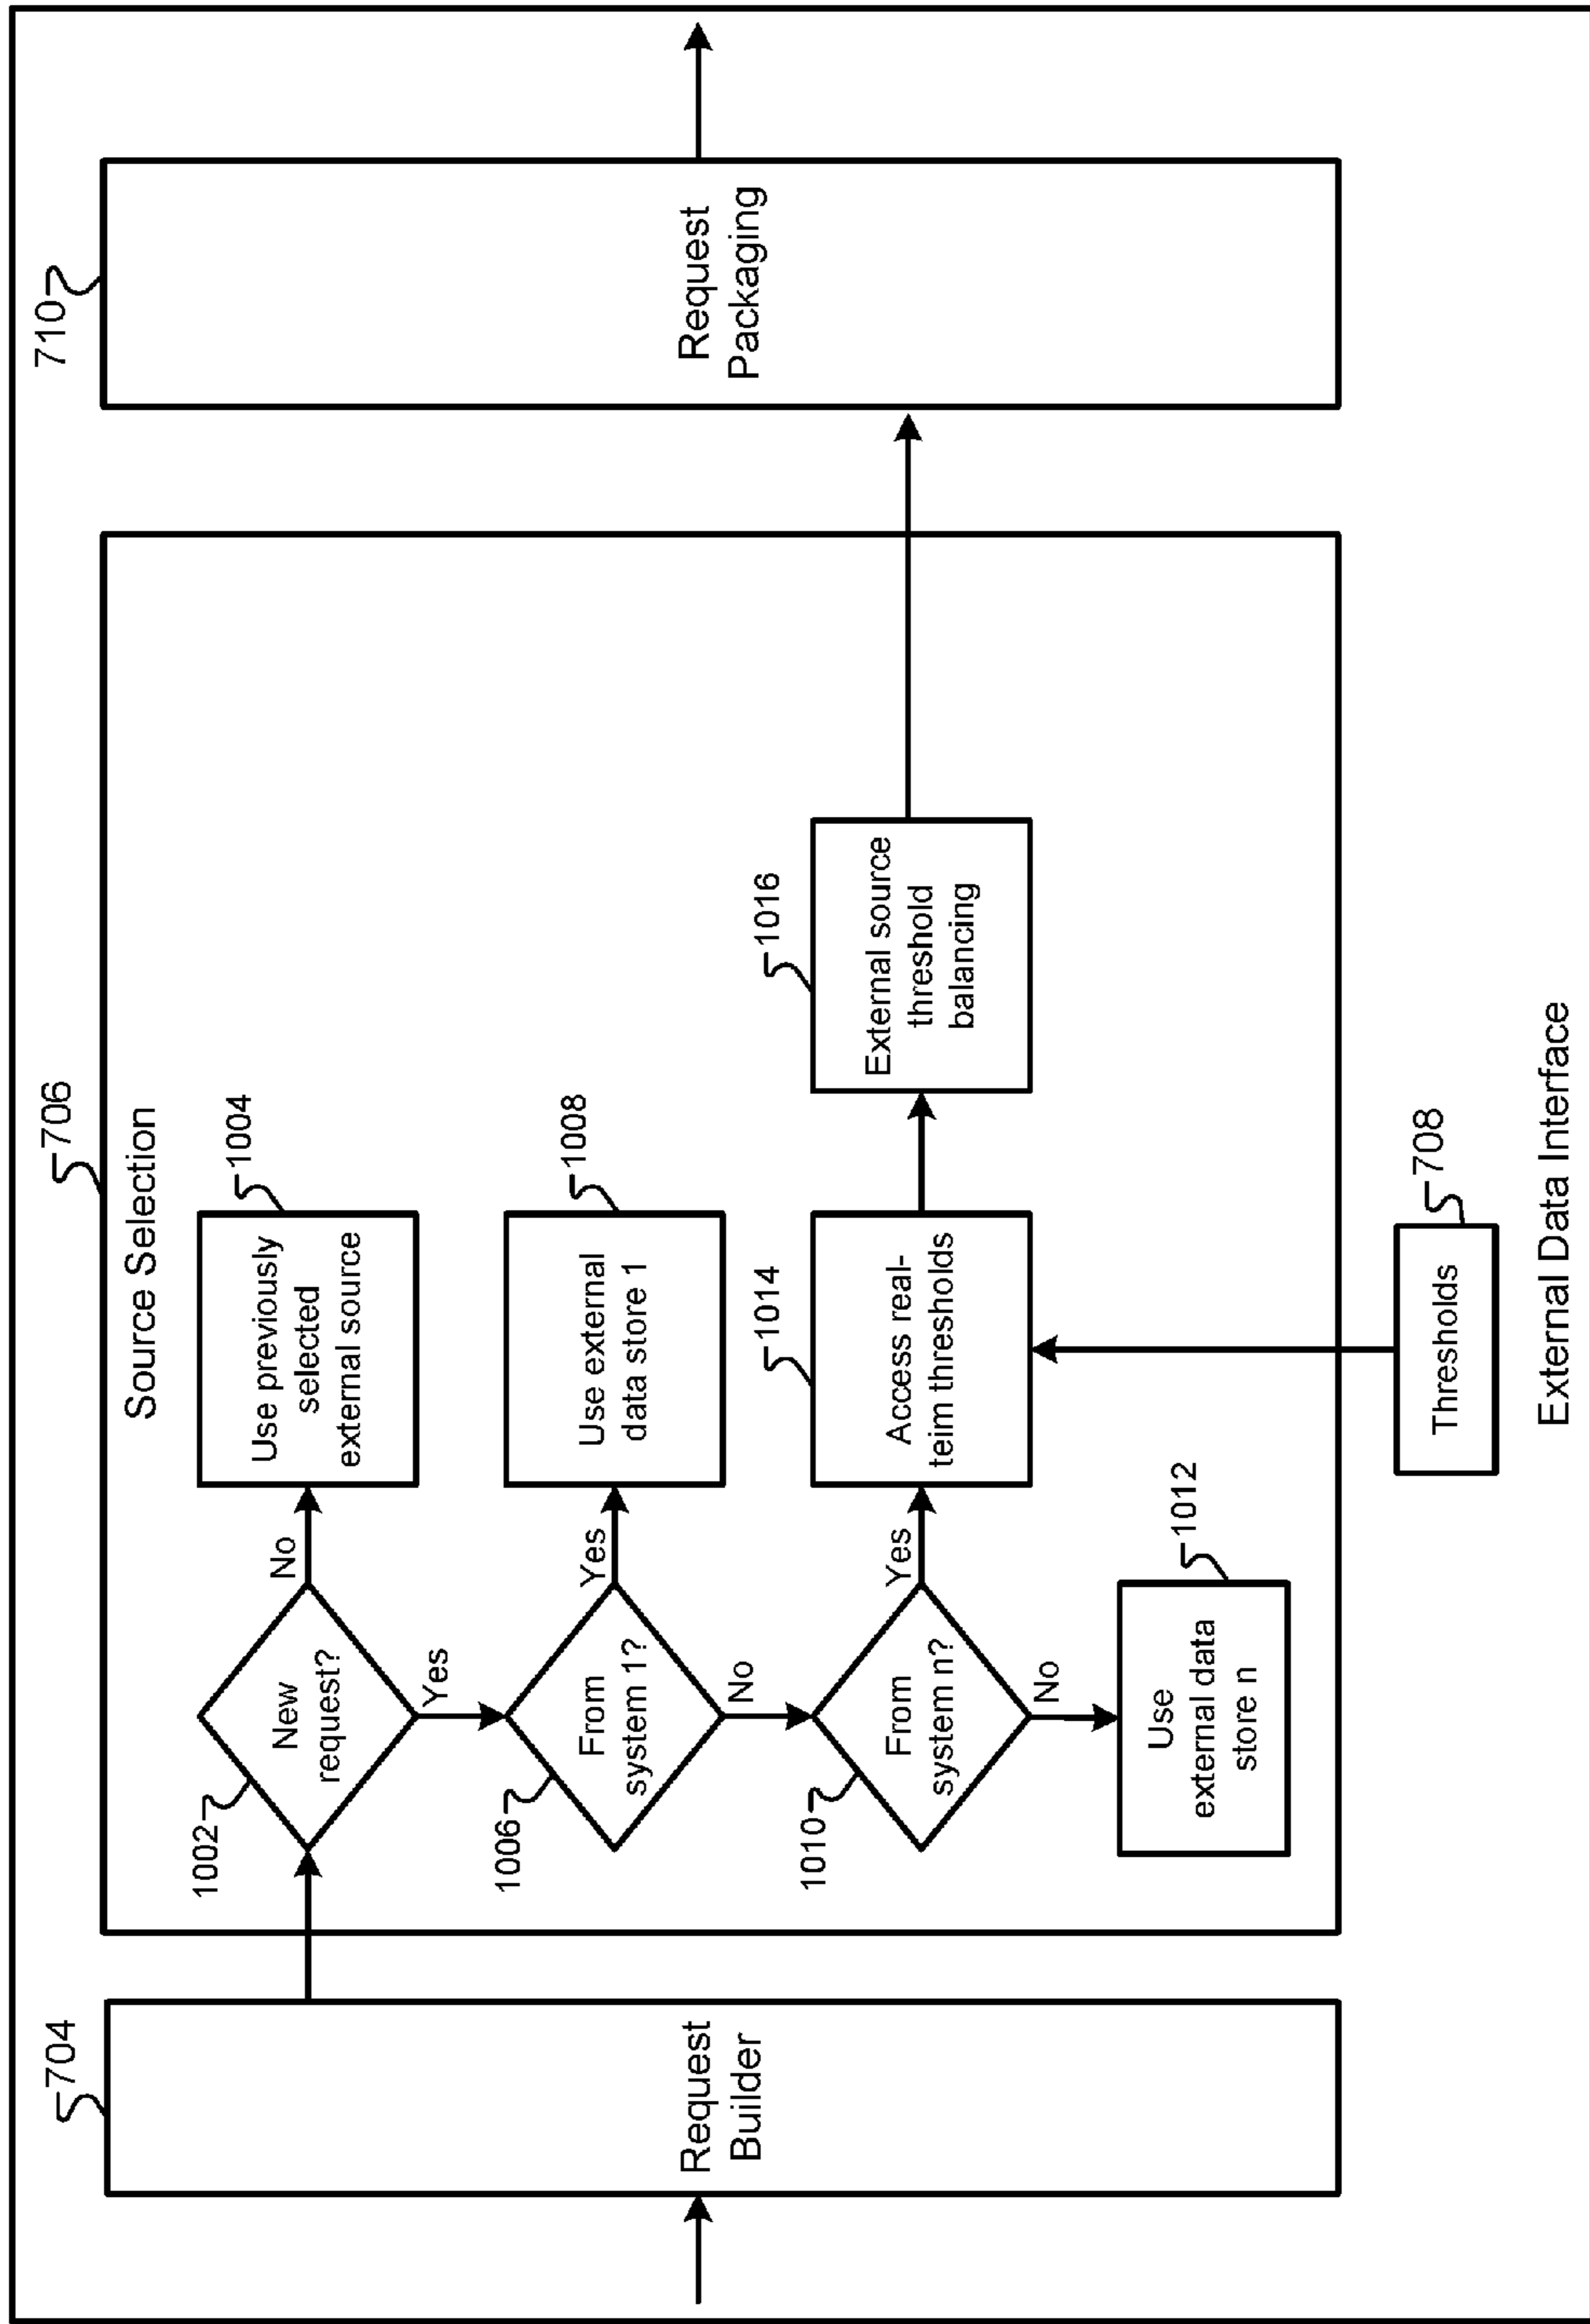 704
Request
Builder
706
Source Selection
1002
New
request?
No
Yes
1004
Use previously
selected
external source
1006
From
system 1?
Yes
No
1008
Use external
data store 1
1010
From
system n?
Yes
No
1014
Access real-
teim thresholds
1016
External source
threshold
balancing
1012
Use
external data
store n
710
Request
Packaging
708
Thresholds
External Data Interface